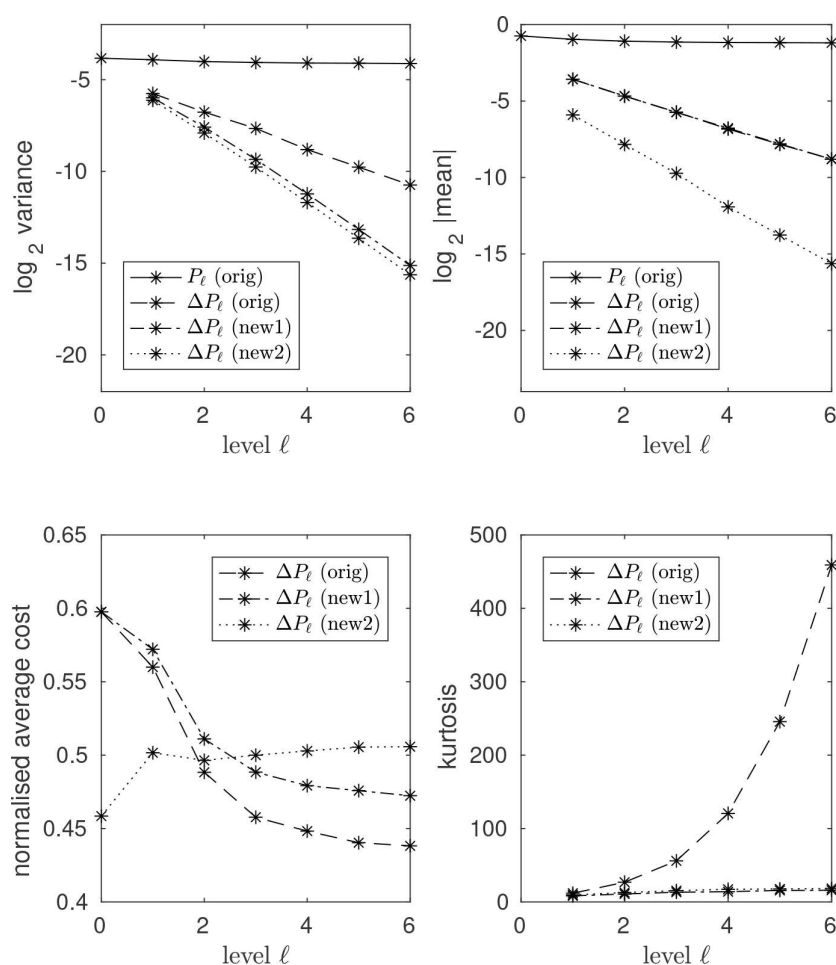 log₂ variance
-5
-10
-15
-20
0 2 4 6
level ℓ
P_ℓ (orig)
ΔP_ℓ (orig)
ΔP_ℓ (new1)
ΔP_ℓ (new2)
log₂ |mean|
0
-5
-10
-15
-20
0 2 4 6
level ℓ
P_ℓ (orig)
ΔP_ℓ (orig)
ΔP_ℓ (new1)
ΔP_ℓ (new2)
normalised average cost
0.65
0.6
0.55
0.5
0.45
0.4
0 2 4 6
level ℓ
ΔP_ℓ (orig)
ΔP_ℓ (new1)
ΔP_ℓ (new2)
kurtosis
500
400
300
200
100
0
0 2 4 6
level ℓ
ΔP_ℓ (orig)
ΔP_ℓ (new1)
ΔP_ℓ (new2)